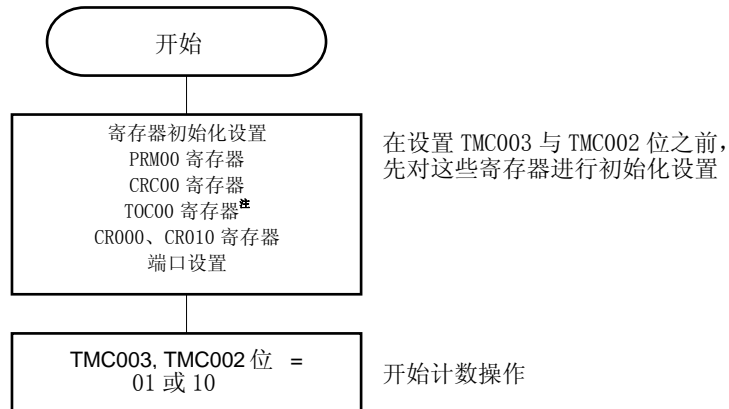 开始
寄存器初始化设置
PRM00 寄存器
CRC00 寄存器
TOC00 寄存器注
CR000、CR010 寄存器
端口设置
在设置 TMC003 与 TMC002 位之前，
先对这些寄存器进行初始化设置
TMC003, TMC002 位 =
01 或 10
开始计数操作